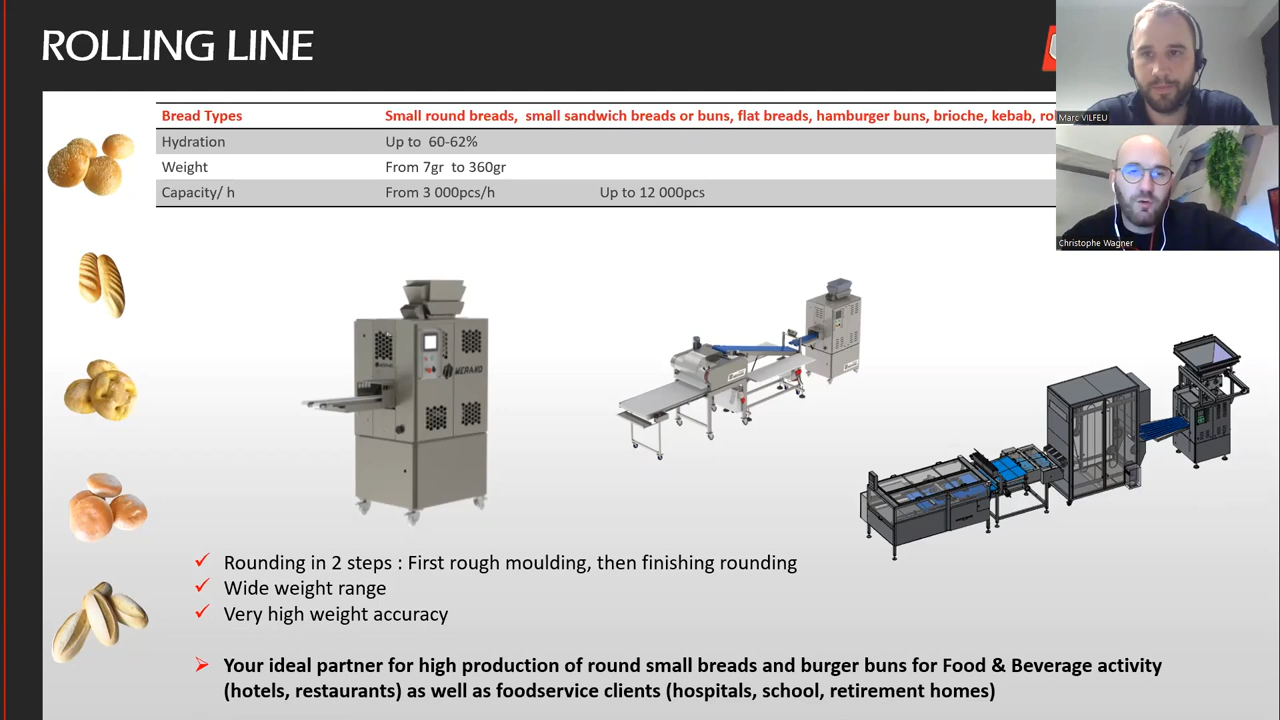 ROLLING LINE
Marc VILFEU
Christophe Wagner
Bread Types Small round breads, small sandwich breads or buns, flat breads, hamburger buns, brioche, kebab,
Hydration Up to 60-62%
Weight From 7gr to 360gr
Capacity/ h From 3 000pcs/h Up to 12 000pcs
MERAND
Rounding in 2 steps : First rough moulding, then finishing rounding
Wide weight range
Very high weight accuracy
Your ideal partner for high production of round small breads and burger buns for Food & Beverage activity
(hotels, restaurants) as well as foodservice clients (hospitals, school, retirement homes)